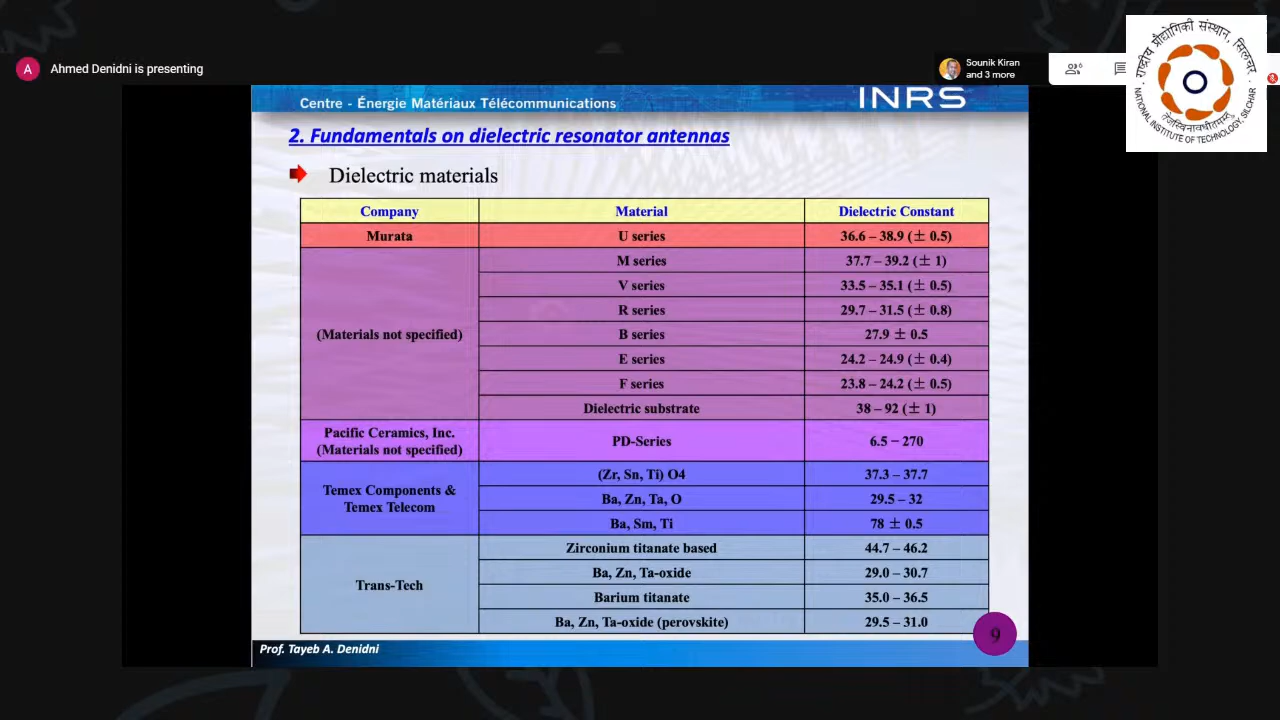 Ahmed Denidni is presenting
A
Sounik Kiran
and 3 more
राष्ट्रीय प्रौद्योगिकी संस्थान, सिलचर
NATIONAL INSTITUTE OF TECHNOLOGY, SILCHAR
Centre - Énergie Matériaux Télécommunications
INRS
2. Fundamentals on dielectric resonator antennas
Dielectric materials
Company Material Dielectric Constant
Murata U series 36.6 – 38.9 (± 0.5)
M series 37.7 – 39.2 (± 1)
V series 33.5 – 35.1 (± 0.5)
R series 29.7 – 31.5 (± 0.8)
(Materials not specified) B series 27.9 ± 0.5
E series 24.2 – 24.9 (± 0.4)
F series 23.8 – 24.2 (± 0.5)
Dielectric substrate 38 – 92 (± 1)
Pacific Ceramics, Inc.
(Materials not specified) PD-Series 6.5 – 270
Temex Components &
Temex Telecom
(Zr, Sn, Ti) O4 37.3 – 37.7
Ba, Zn, Ta, O 29.5 – 32
Ba, Sm, Ti 78 ± 0.5
Trans-Tech
Zirconium titanate based 44.7 – 46.2
Ba, Zn, Ta-oxide 29.0 – 30.7
Barium titanate 35.0 – 36.5
Ba, Zn, Ta-oxide (perovskite) 29.5 – 31.0
9
Prof. Tayeb A. Denidni